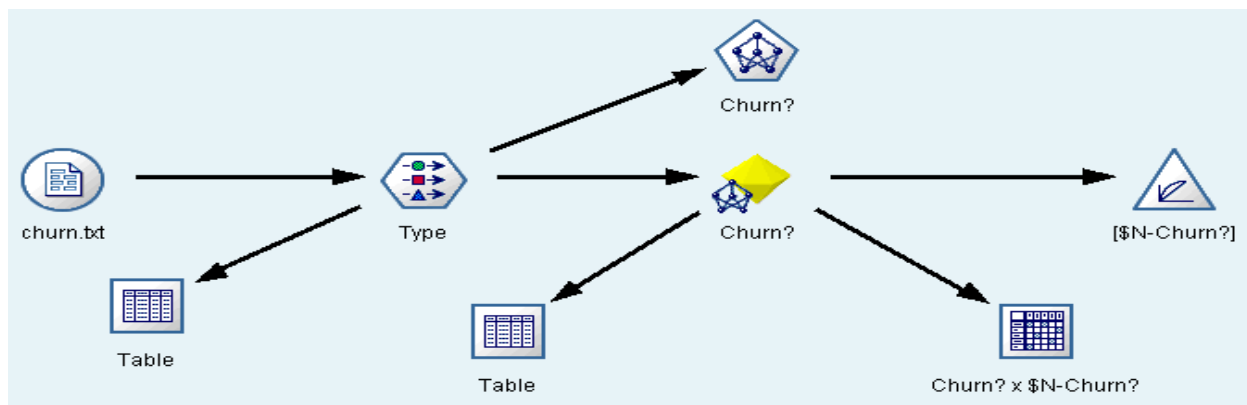 Churn?
churn.txt
Type
Churn?
[$N-Churn?]
Table
Table
Churn? x $N-Churn?